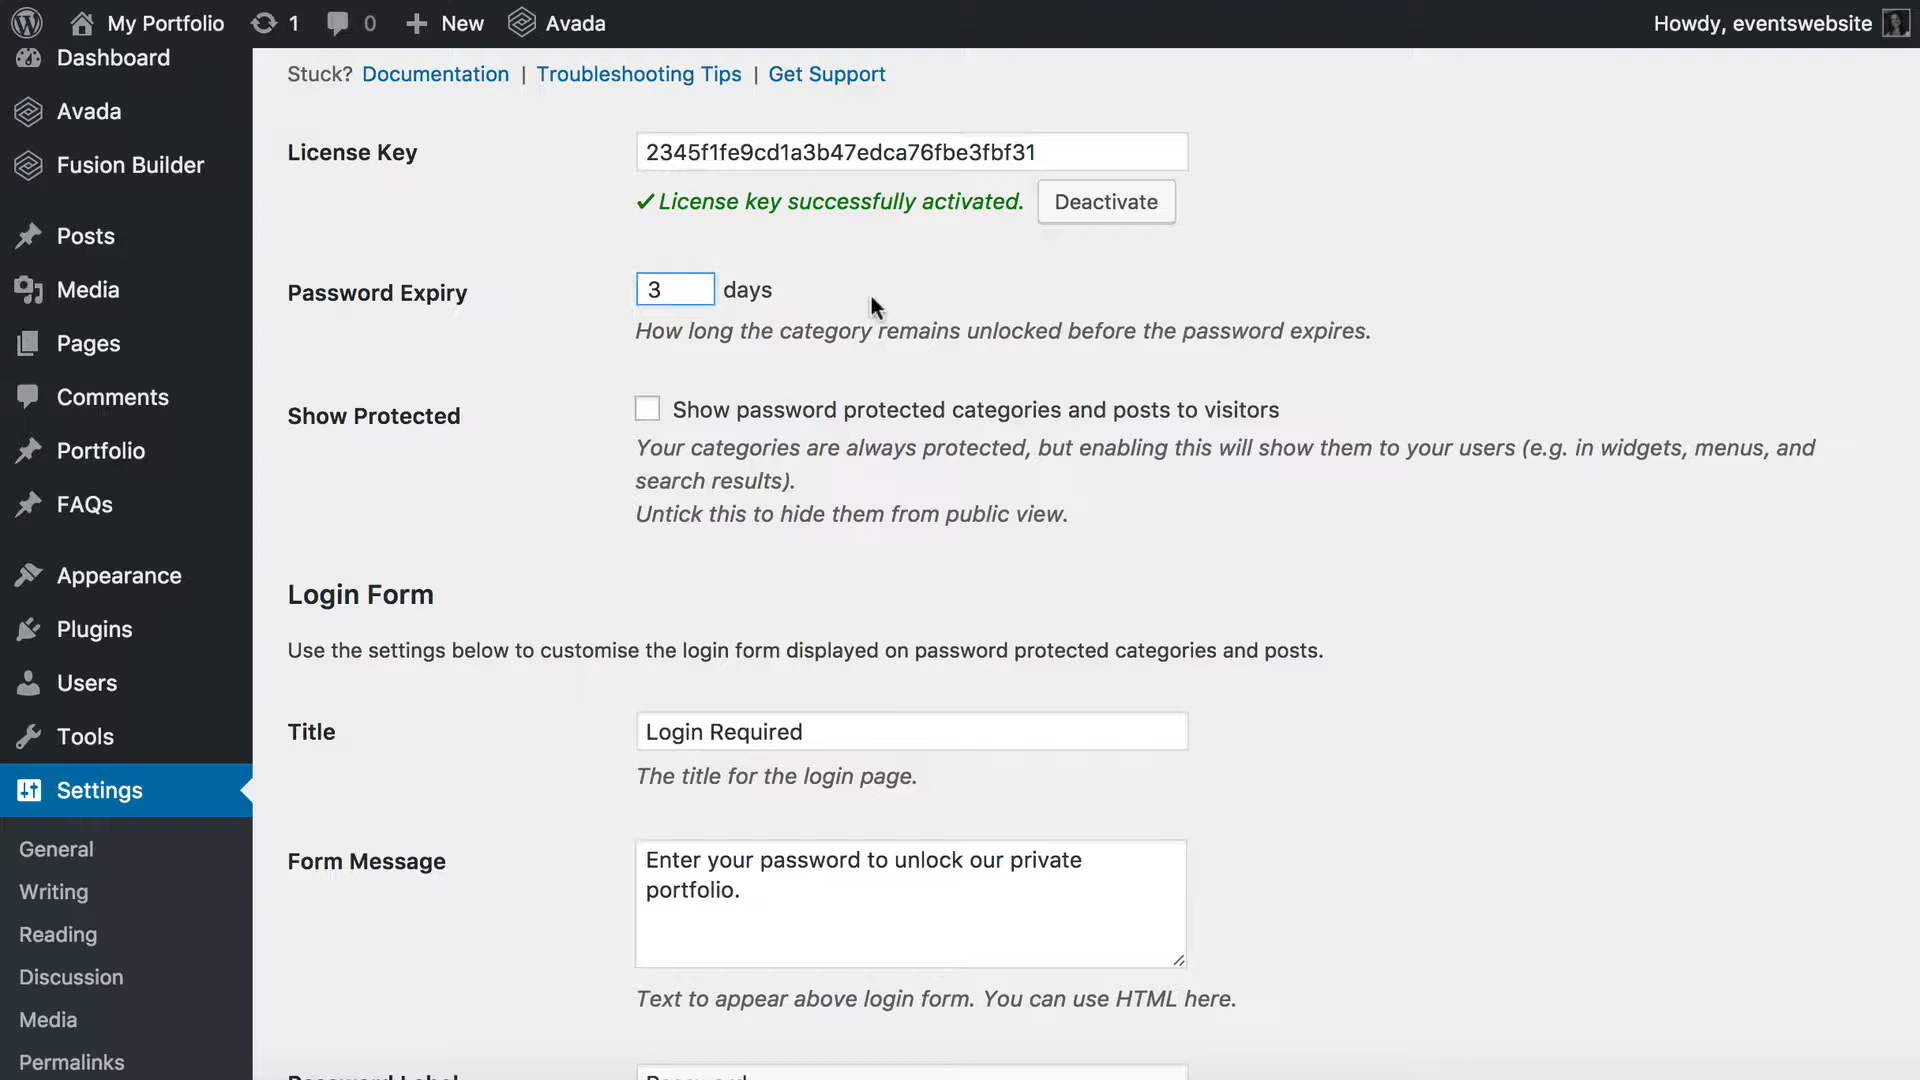 My Portfolio 1 0 New Avada Howdy, eventswebsite
Dashboard
Avada
Fusion Builder
Posts
Media
Pages
Comments
Portfolio
FAQs
Appearance
Plugins
Users
Tools
Settings
General
Writing
Reading
Discussion
Media
Permalinks
Stuck? Documentation | Troubleshooting Tips | Get Support
License Key 2345f1fe9cd1a3b47edca76fbe3fbf31
✓ License key successfully activated. Deactivate
Password Expiry 3 days
How long the category remains unlocked before the password expires.
Show Protected Show password protected categories and posts to visitors
Your categories are always protected, but enabling this will show them to your users (e.g. in widgets, menus, and
search results).
Untick this to hide them from public view.
Login Form
Use the settings below to customise the login form displayed on password protected categories and posts.
Title Login Required
The title for the login page.
Form Message Enter your password to unlock our private
portfolio.
Text to appear above login form. You can use HTML here.
Password Label Password